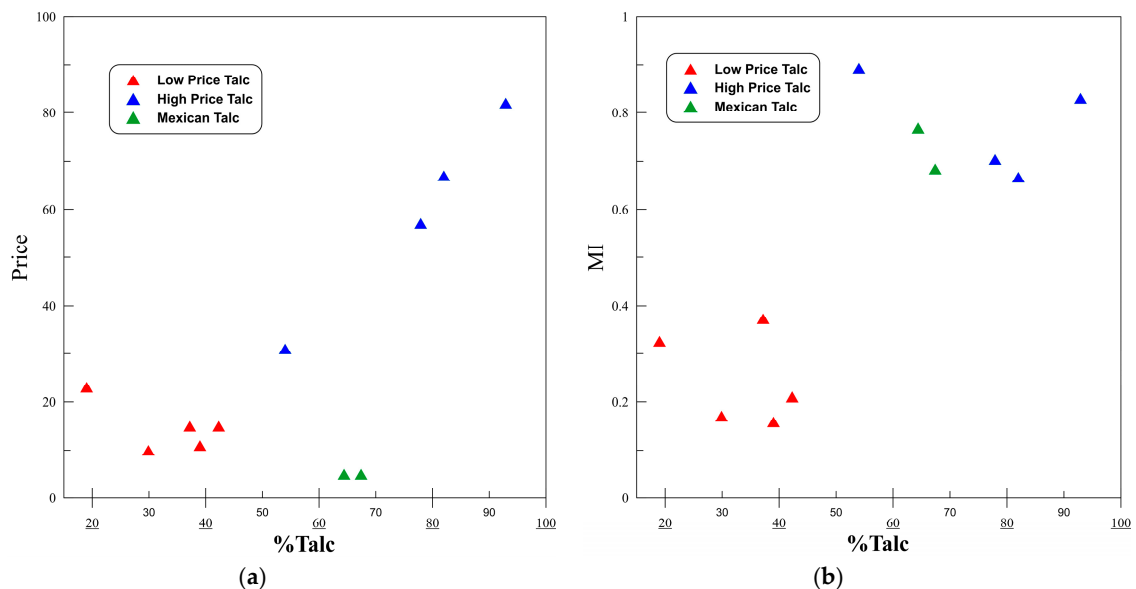 100
80
60
40
20
0
Price
Low Price Talc
High Price Talc
Mexican Talc
20 30 40 50 60 70 80 90 100
%Talc
(a)
1
0.8
0.6
0.4
0.2
0
MI
Low Price Talc
High Price Talc
Mexican Talc
20 30 40 50 60 70 80 90 100
%Talc
(b)